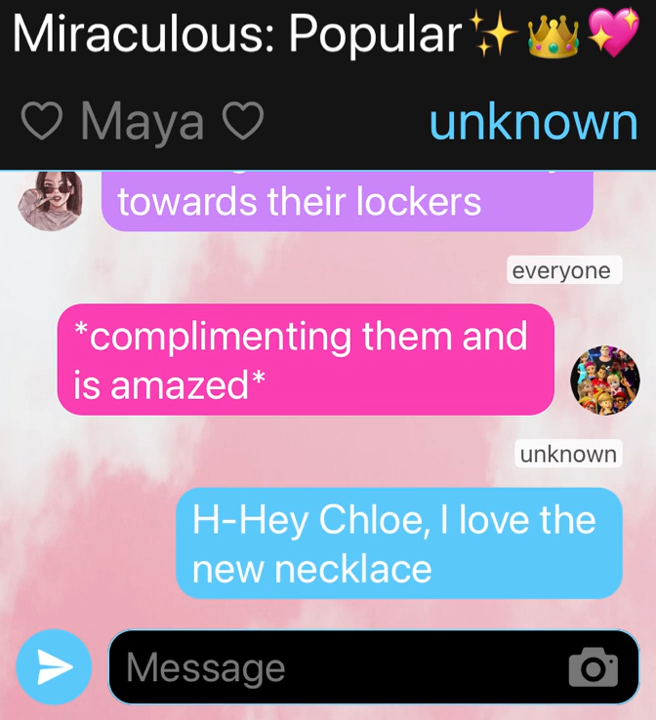 Miraculous: Popular✨👑💖
♡ Maya ♡ unknown
towards their lockers
everyone
*complimenting them and
is amazed*
unknown
H-Hey Chloe, I love the
new necklace
Message